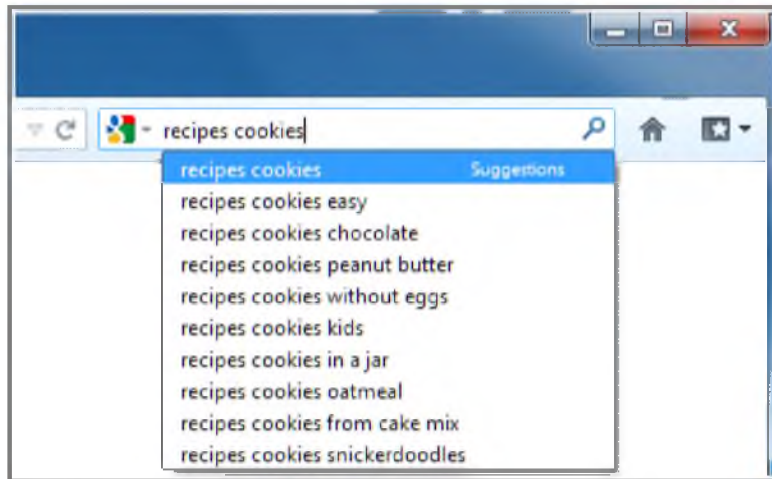 recipes cookies
recipes cookies Suggestions
recipes cookies easy
recipes cookies chocolate
recipes cookies peanut butter
recipes cookies without eggs
recipes cookies kids
recipes cookies in a jar
recipes cookies oatmeal
recipes cookies from cake mix
recipes cookies snickerdoodles